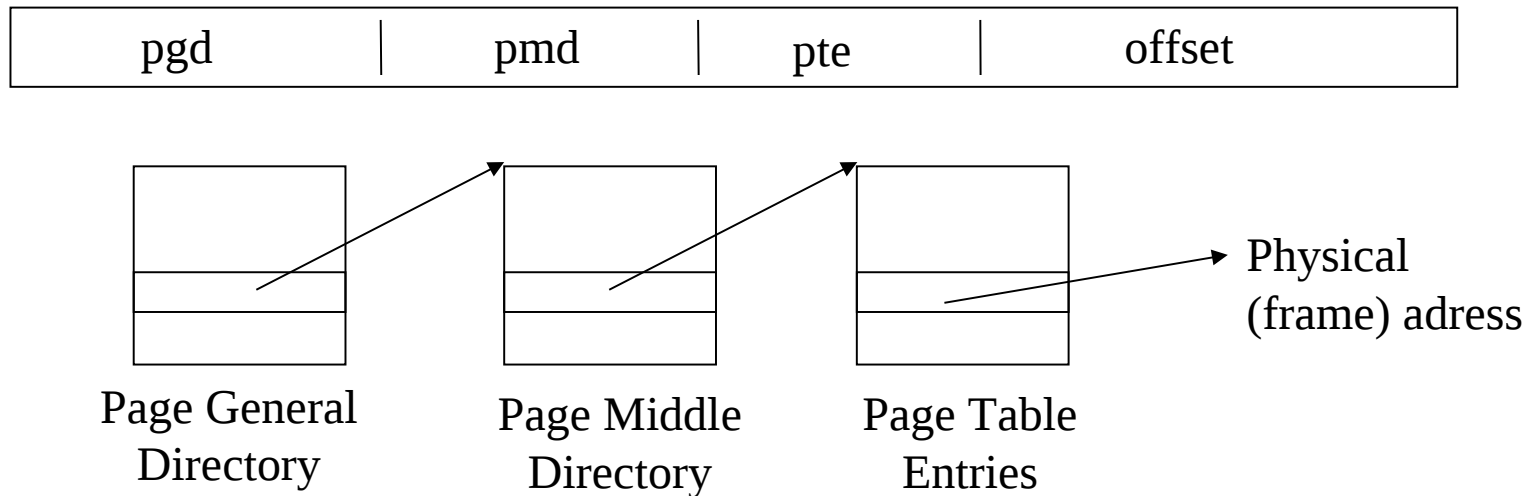 pgd pmd pte offset
Physical
(frame) adress
Page General
Directory
Page Middle
Directory
Page Table
Entries